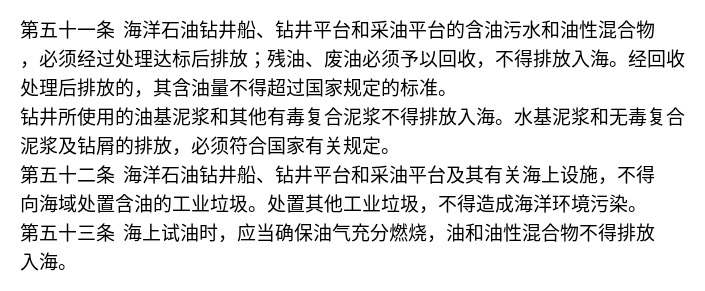 第五十一条 海洋石油钻井船、钻井平台和采油平台的含油污水和油性混合物
，必须经过处理达标后排放；残油、废油必须予以回收，不得排放入海。经回收
处理后排放的，其含油量不得超过国家规定的标准。
钻井所使用的油基泥浆和其他有毒复合泥浆不得排放入海。水基泥浆和无毒复合
泥浆及钻屑的排放，必须符合国家有关规定。
第五十二条 海洋石油钻井船、钻井平台和采油平台及其有关海上设施，不得
向海域处置含油的工业垃圾。处置其他工业垃圾，不得造成海洋环境污染。
第五十三条 海上试油时，应当确保油气充分燃烧，油和油性混合物不得排放
入海。